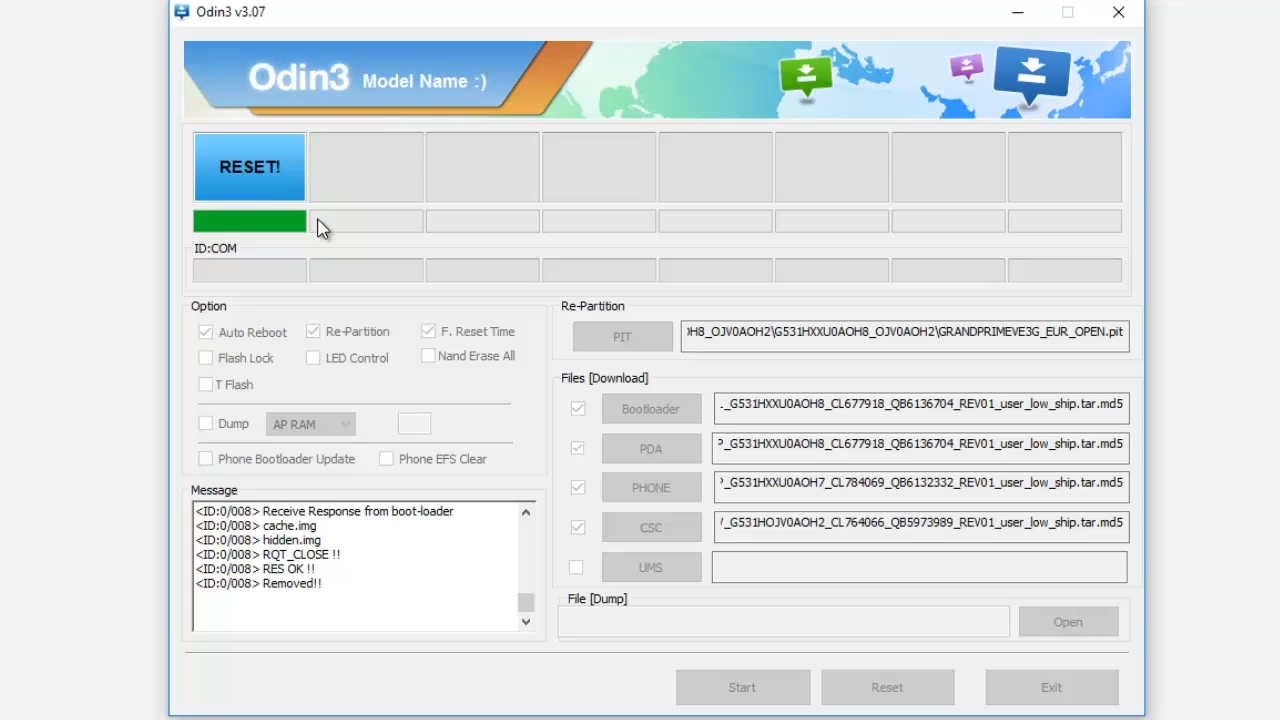 Odin3 v3.07
Odin3 Model Name :)
RESET!
ID:COM
Option
Auto Reboot
Re-Partition
F. Reset Time
Flash Lock
LED Control
Nand Erase All
T Flash
Dump
AP RAM
Phone Bootloader Update
Phone EFS Clear
Message
<ID:0/008> Receive Response from boot-loader
<ID:0/008> cache.img
<ID:0/008> hidden.img
<ID:0/008> RQT_CLOSE !!
<ID:0/008> RES OK !!
<ID:0/008> Removed!!
Re-Partition
PIT
H8_OJV0AOH2\G531HXXU0AOH8_OJV0AOH2\GRANDPRIMEVE3G_EUR_OPEN.pit
Files [Download]
Bootloader
_G531HXXU0AOH8_CL677918_QB6136704_REV01_user_low_ship.tar.md5
PDA
_G531HXXU0AOH8_CL677918_QB6136704_REV01_user_low_ship.tar.md5
PHONE
_G531HXXU0AOH7_CL784069_QB6132332_REV01_user_low_ship.tar.md5
CSC
_G531HOJV0AOH2_CL764066_QB5973989_REV01_user_low_ship.tar.md5
UMS
File [Dump]
Open
Start
Reset
Exit